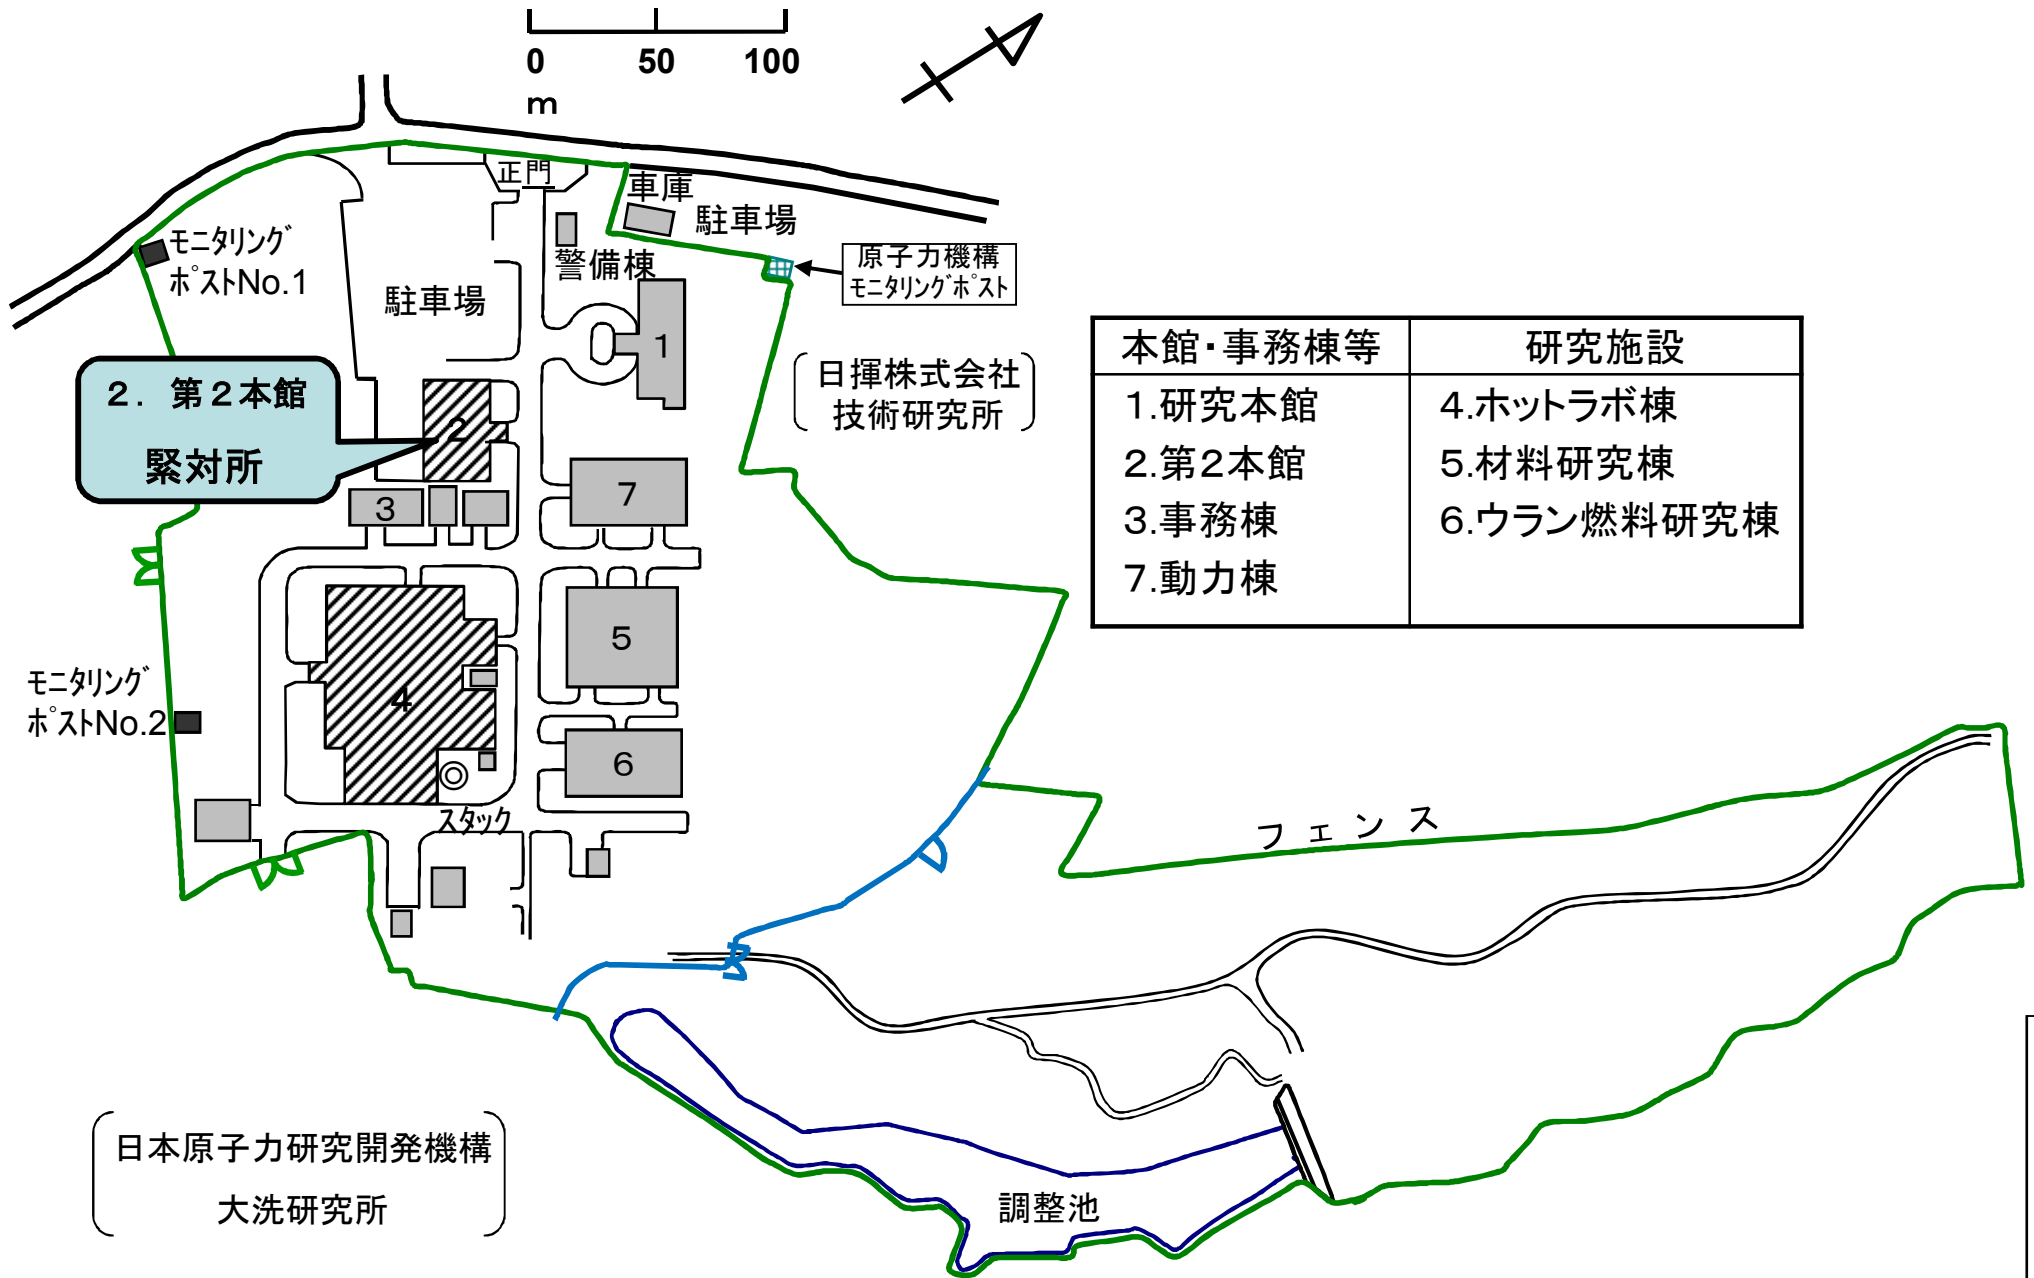 0 50 100
m
正門
車庫
駐車場
モニタリング
ポストNo.1
警備棟
原子力機構
モニタリングポスト
駐車場
1
日揮株式会社
技術研究所
2. 第2本館
緊対所
2
3
7
5
4
6
モニタリング
ポストNo.2
スタック
本館・事務棟等 研究施設
1.研究本館 4.ホットラボ棟
2.第2本館 5.材料研究棟
3.事務棟 6.ウラン燃料研究棟
7.動力棟
フェンス
調整池
日本原子力研究開発機構
大洗研究所